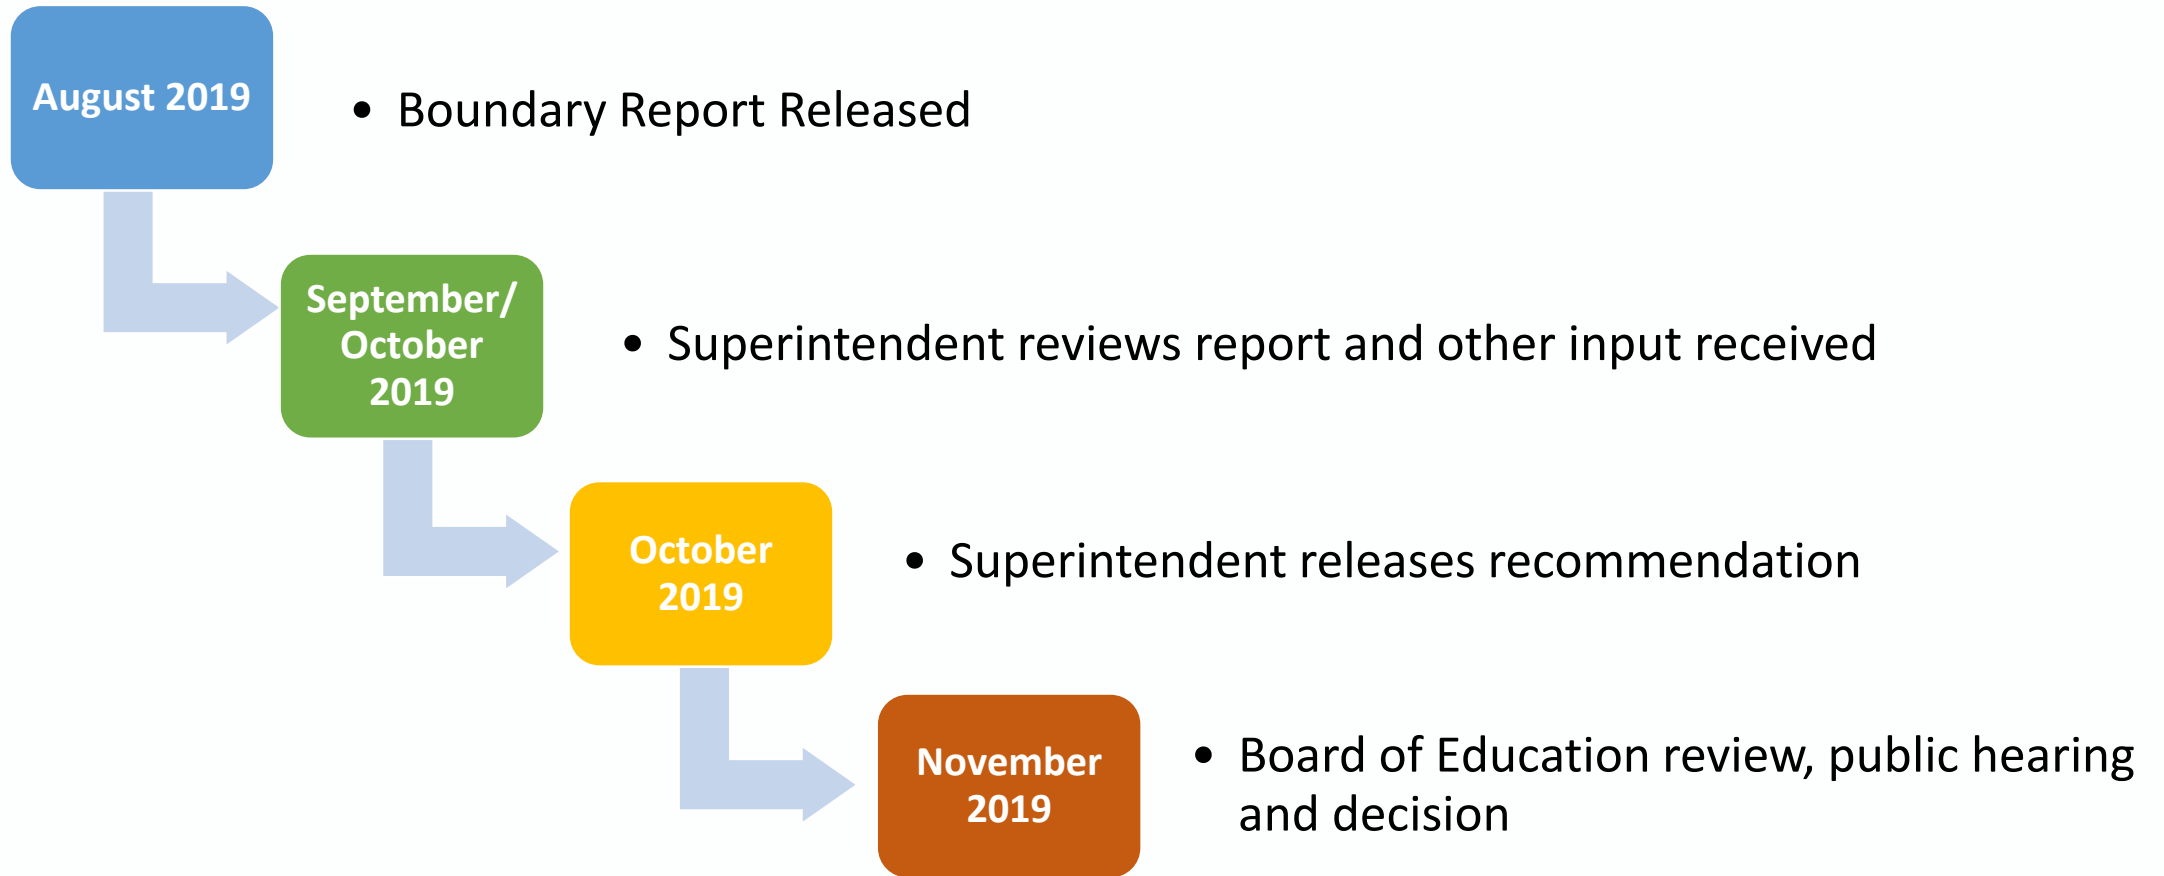 August 2019
• Boundary Report Released
September/
October
2019
• Superintendent reviews report and other input received
October
2019
• Superintendent releases recommendation
November
2019
• Board of Education review, public hearing
and decision